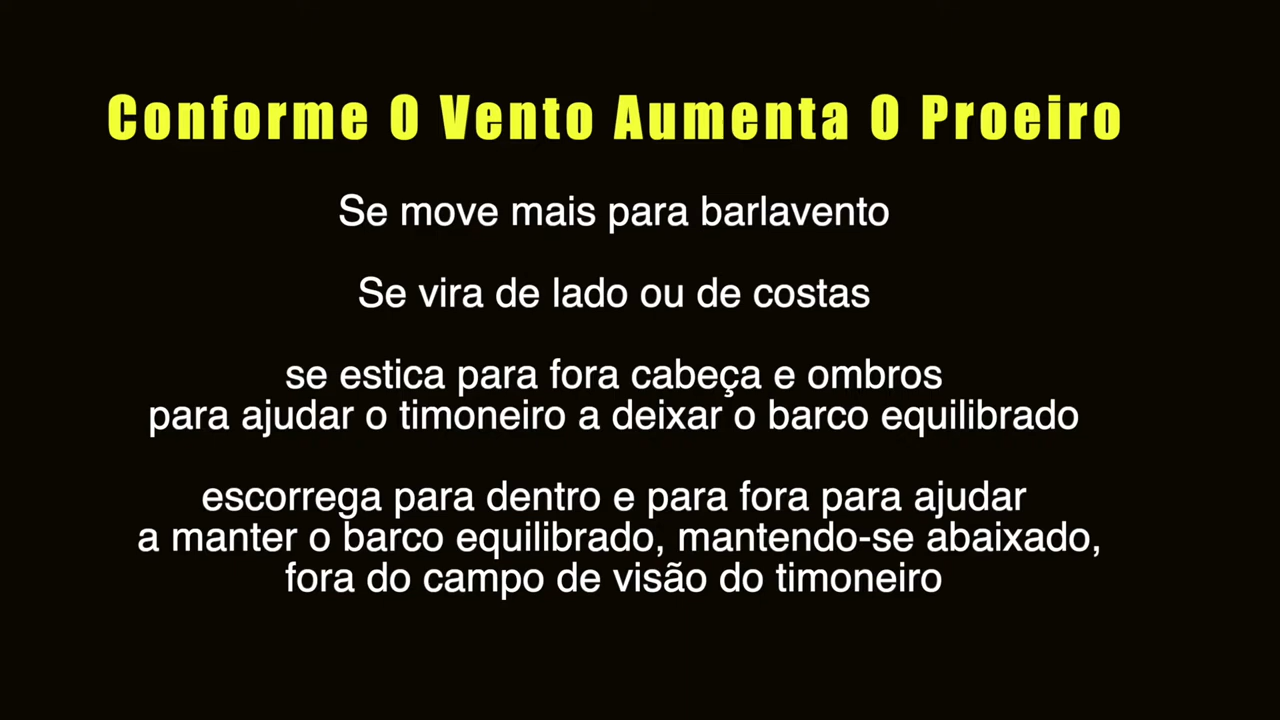 Conforme O Vento Aumenta O Proeiro
Se move mais para barlavento
Se vira de lado ou de costas
se estica para fora cabeça e ombros
para ajudar o timoneiro a deixar o barco equilibrado
escorrega para dentro e para fora para ajudar
a manter o barco equilibrado, mantendo-se abaixado,
fora do campo de visão do timoneiro